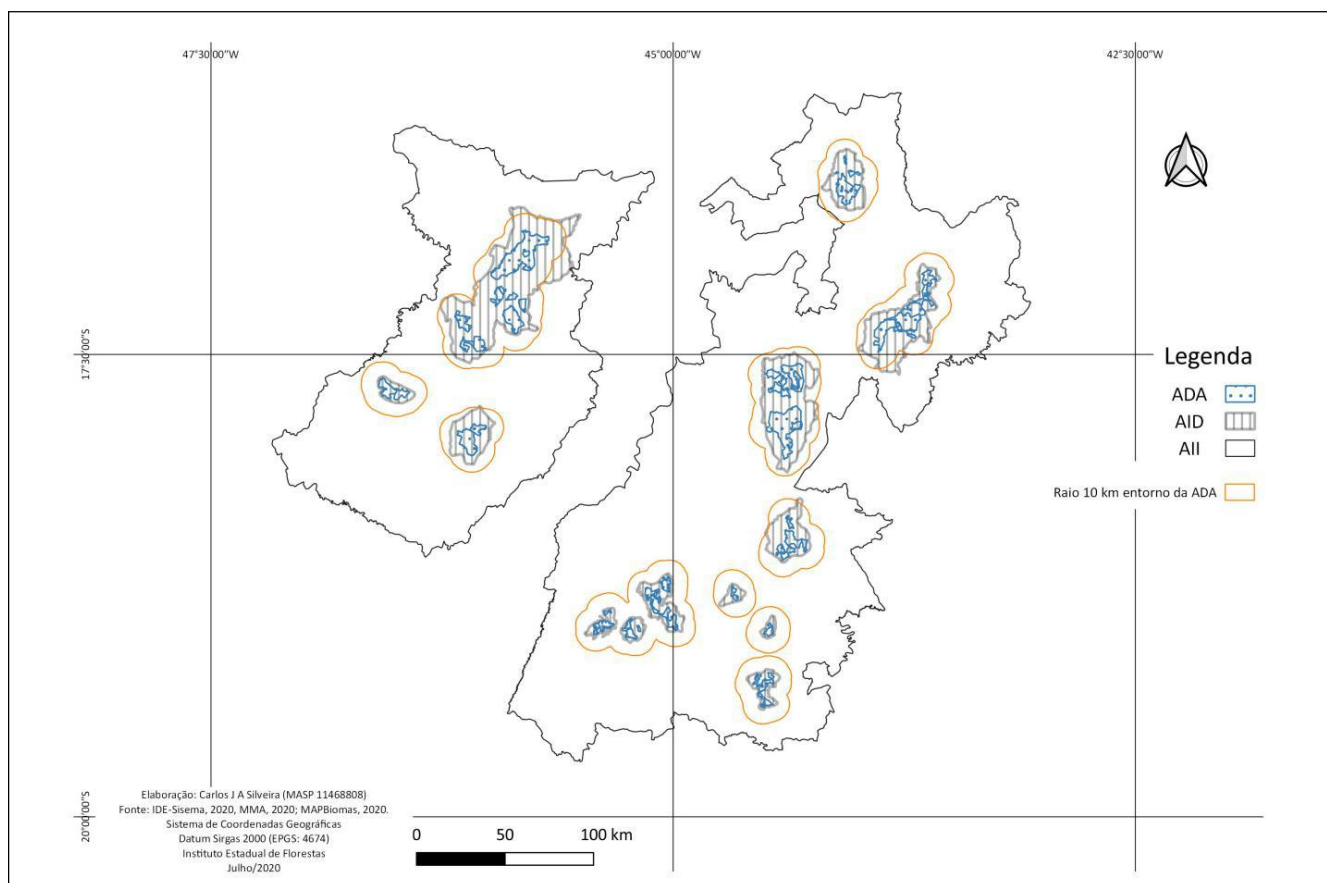 47°30'00"W
45°00'00"W
42°30'00"W
17°30'00"S
Legenda
ADA
AID
AII
Raio 10 km entorno da ADA
20°00'00"S
Elaboração: Carlos J A Silveira (MASP 11468808)
Fonte: IDE-Sisema, 2020, MMA, 2020; MAPBiomas, 2020.
Sistema de Coordenadas Geográficas
Datum Sirgas 2000 (EPGS: 4674)
Instituto Estadual de Florestas
Julho/2020
0 50 100 km